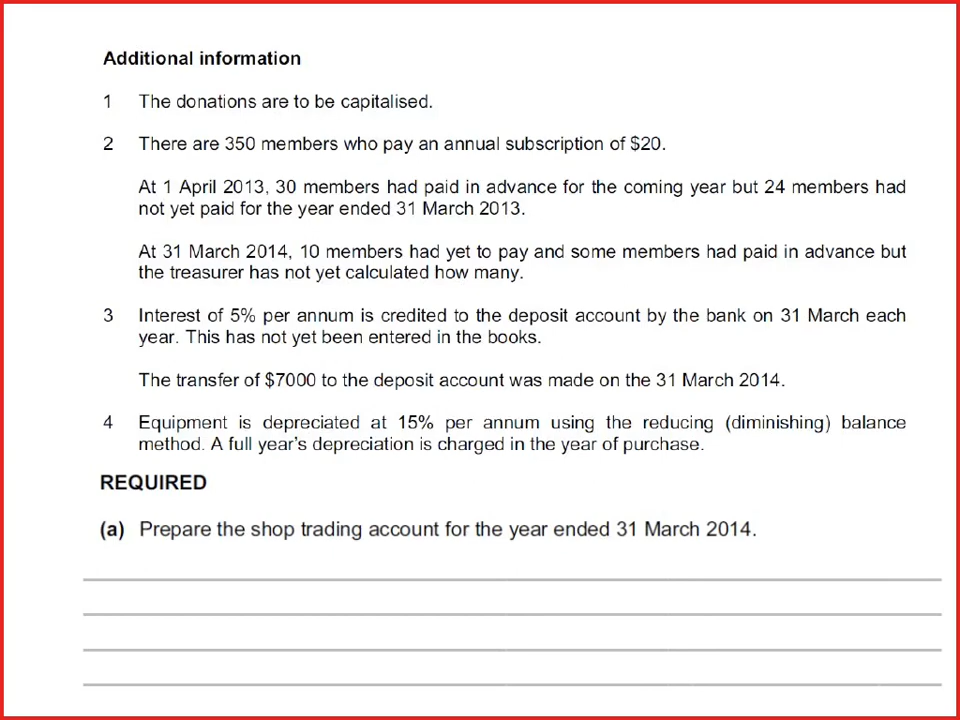 Additional information
1 The donations are to be capitalised.
2 There are 350 members who pay an annual subscription of $20.
At 1 April 2013, 30 members had paid in advance for the coming year but 24 members had
not yet paid for the year ended 31 March 2013.
At 31 March 2014, 10 members had yet to pay and some members had paid in advance but
the treasurer has not yet calculated how many.
3 Interest of 5% per annum is credited to the deposit account by the bank on 31 March each
year. This has not yet been entered in the books.
The transfer of $7000 to the deposit account was made on the 31 March 2014.
4 Equipment is depreciated at 15% per annum using the reducing (diminishing) balance
method. A full year's depreciation is charged in the year of purchase.
REQUIRED
(a) Prepare the shop trading account for the year ended 31 March 2014.